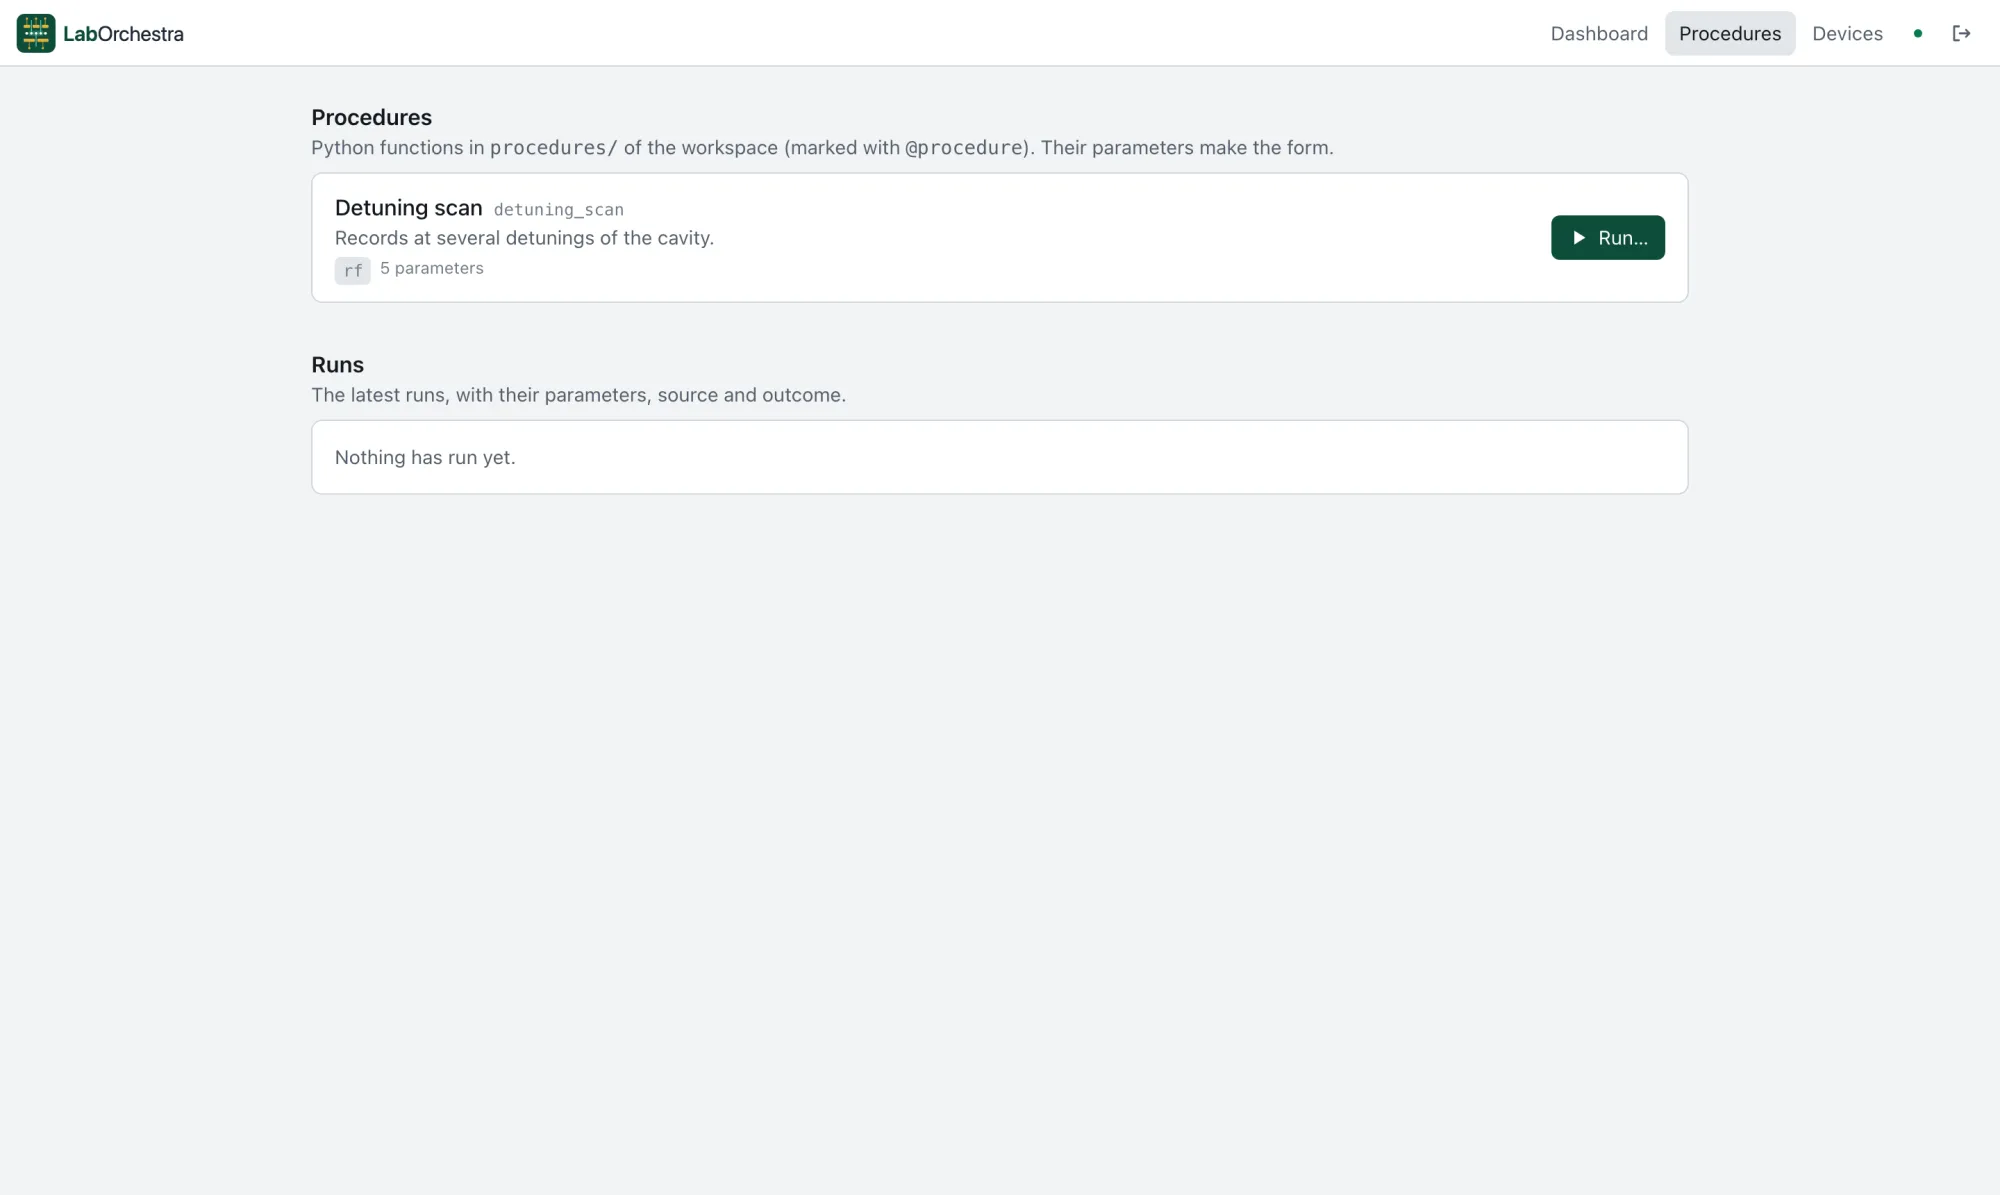 LabOrchestra
Dashboard
Procedures
Devices
Procedures
Python functions in procedures/ of the workspace (marked with @procedure). Their parameters make the form.
Detuning scan detuning_scan
Records at several detunings of the cavity.
rf 5 parameters
Run...
Runs
The latest runs, with their parameters, source and outcome.
Nothing has run yet.